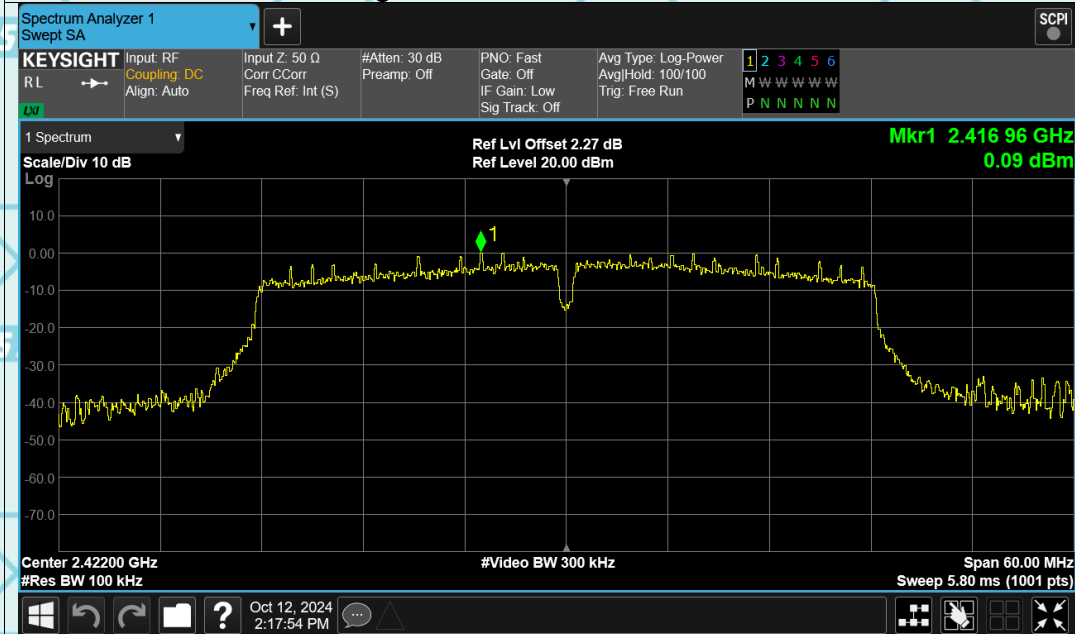 Spectrum Analyzer 1
Swept SA
+
SCPI
KEYSIGHT
R L
LXI
Input: RF
Coupling: DC
Align: Auto
Input Z: 50 Ω
Corr CCorr
Freq Ref: Int (S)
#Atten: 30 dB
Preamp: Off
PNO: Fast
Gate: Off
IF Gain: Low
Sig Track: Off
Avg Type: Log-Power
Avg|Hold: 100/100
Trig: Free Run
1 2 3 4 5 6
M W W W W W
P N N N N N
1 Spectrum
Scale/Div 10 dB
Log
Ref Lvl Offset 2.27 dB
Ref Level 20.00 dBm
Mkr1 2.416 96 GHz
0.09 dBm
10.0
0.00
-10.0
-20.0
-30.0
-40.0
-50.0
-60.0
-70.0
1
Center 2.42200 GHz
#Res BW 100 kHz
#Video BW 300 kHz
Span 60.00 MHz
Sweep 5.80 ms (1001 pts)
?
Oct 12, 2024
2:17:54 PM